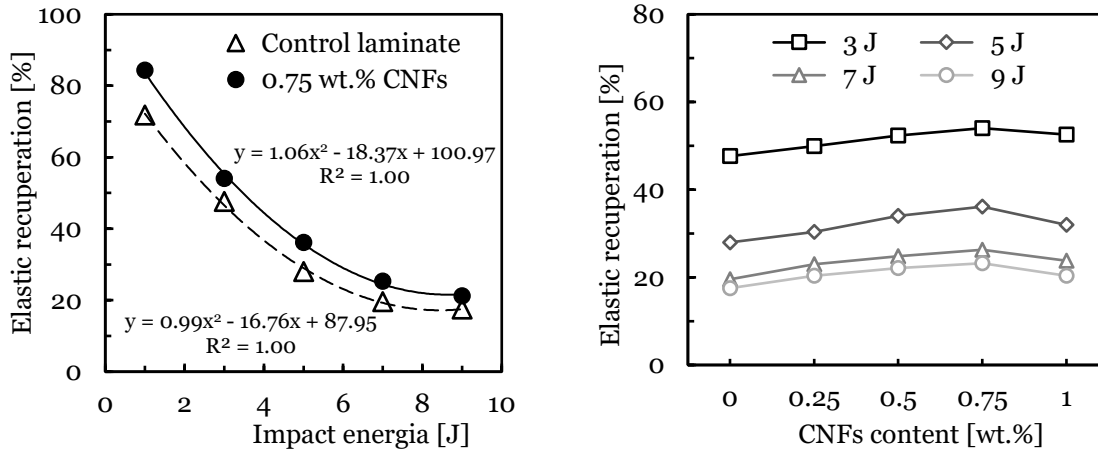 Elastic recuperation [%]
100
80
60
40
20
0
Control laminate
0.75 wt.% CNFs
y = 1.06x² - 18.37x + 100.97
R² = 1.00
y = 0.99x² - 16.76x + 87.95
R² = 1.00
0 2 4 6 8 10
Impact energia [J]
Elastic recuperation [%]
80
60
40
20
0
3 J 5 J
7 J 9 J
0 0.25 0.5 0.75 1
CNFs content [wt.%]